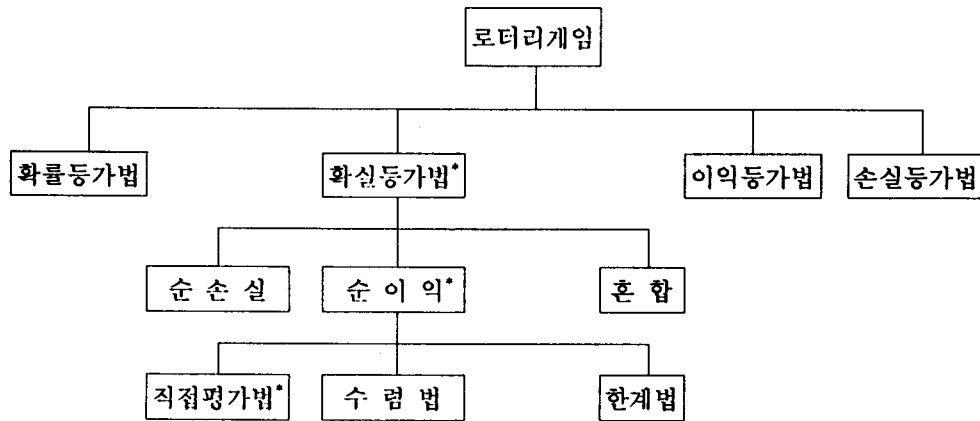 로터리게임
확률등가법
확실등가법*
이익등가법
손실등가법
순 손 실
순 이 익*
혼 합
직접평가법*
수 렴 법
한계법